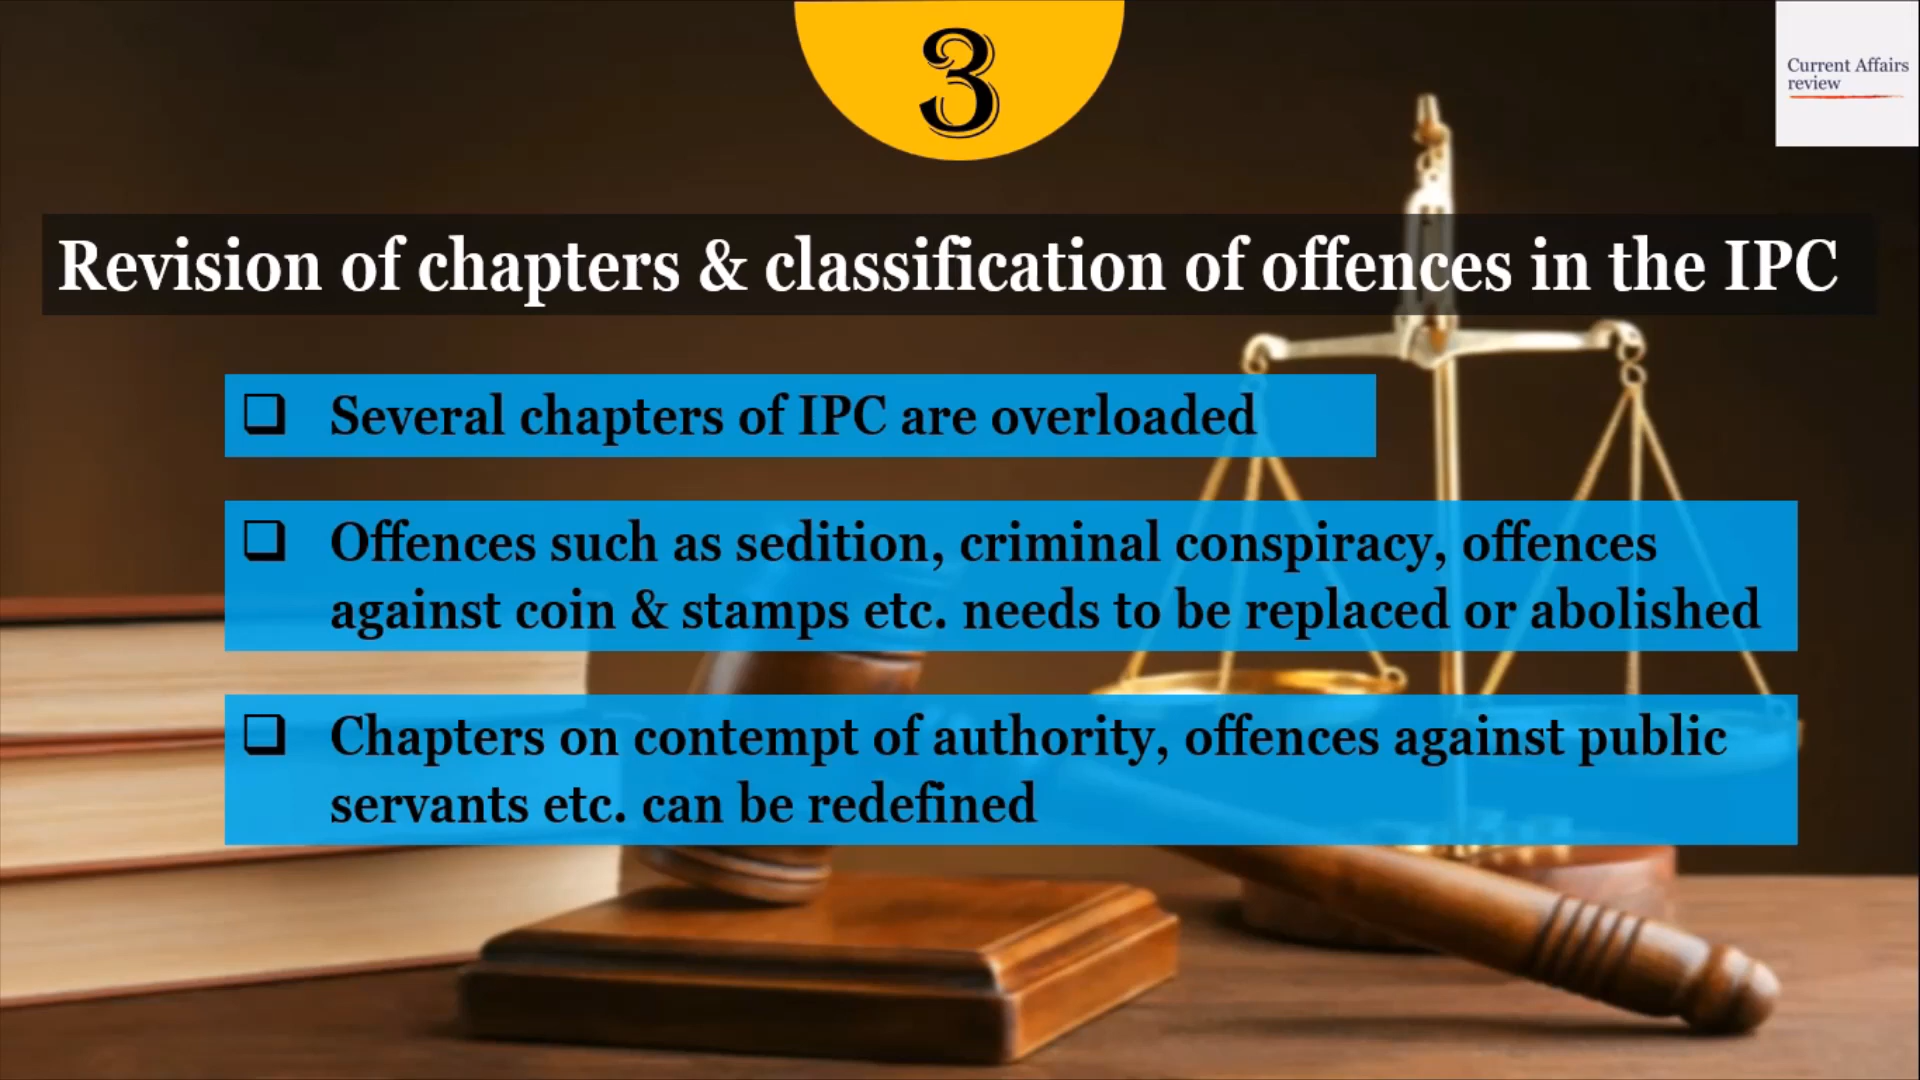 3
Current Affairs
review
Revision of chapters & classification of offences in the IPC
❑ Several chapters of IPC are overloaded
❑ Offences such as sedition, criminal conspiracy, offences
against coin & stamps etc. needs to be replaced or abolished
❑ Chapters on contempt of authority, offences against public
servants etc. can be redefined